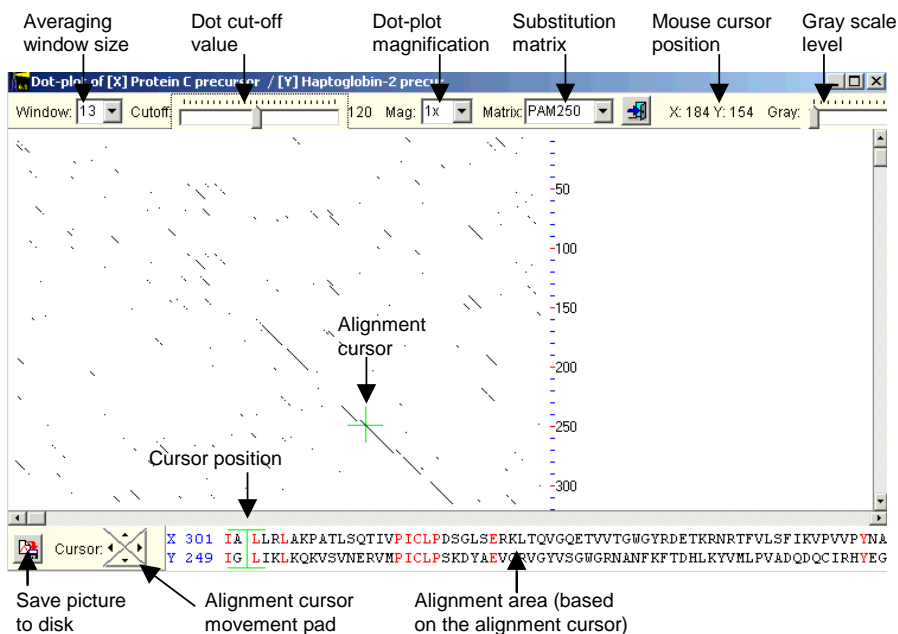 Averaging window size
Dot cut-off value
Dot-plot magnification
Substitution matrix
Mouse cursor position
Gray scale level
Dot-plot of [X] Protein C precursor / [Y] Haptoglobin-2 precur
Window: 13 Cutoff: 120 Mag: 1x Matrix: PAM250 X: 184 Y: 154 Gray:
-50
-100
-150
Alignment cursor
-200
-250
Cursor position
-300
X 301 IA LLRLAKPATLSQTIVPICLPDSGLSERKLTQVGQETVVTGWGYRDETKRNRTFVLSFIKVPVVPYNA
Cursor:
Y 249 IG LIKLKQKVSVNERVMPICLPSKDYAEVGRVGYVSGWGRNANFKFTDHLKYVMLPVADQDQCIRHYEG
Save picture to disk
Alignment cursor movement pad
Alignment area (based on the alignment cursor)